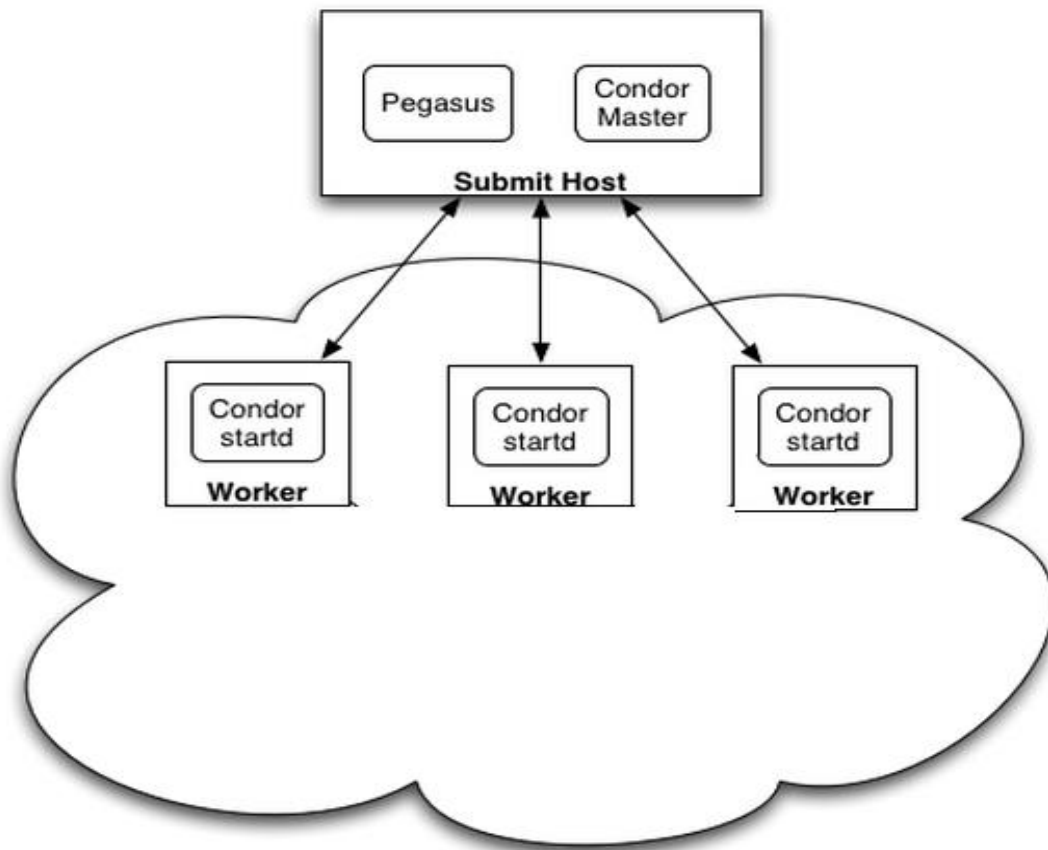 Pegasus
Condor
Master
Submit Host
Condor
startd
Worker
Condor
startd
Worker
Condor
startd
Worker